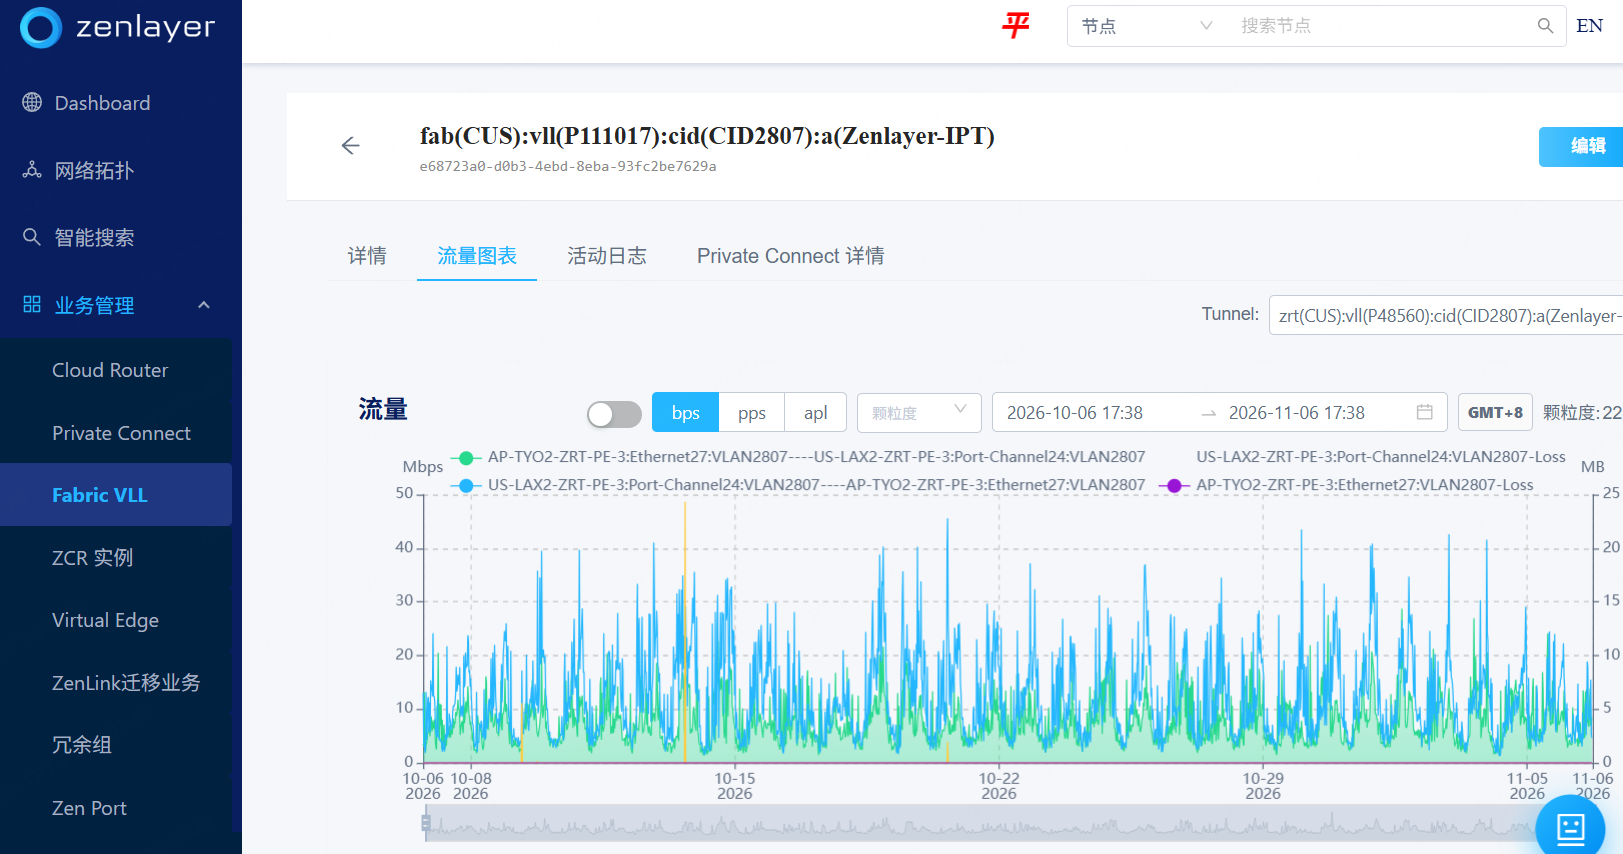 zenlayer
平
节点
搜索节点
EN
Dashboard
网络拓扑
智能搜索
业务管理
Cloud Router
Private Connect
Fabric VLL
ZCR 实例
Virtual Edge
ZenLink迁移业务
冗余组
Zen Port
fab(CUS):vll(P111017):cid(CID2807):a(Zenlayer-IPT)
e68723a0-d0b3-4ebd-8eba-93fc2be7629a
编辑
详情
流量图表
活动日志
Private Connect 详情
Tunnel:
zrt(CUS):vll(P48560):cid(CID2807):a(Zenlayer-
流量
bps
pps
apl
颗粒度
2026-10-06 17:38
2026-11-06 17:38
GMT+8
颗粒度: 22
Mbps
AP-TYO2-ZRT-PE-3:Ethernet27:VLAN2807----US-LAX2-ZRT-PE-3:Port-Channel24:VLAN2807
US-LAX2-ZRT-PE-3:Port-Channel24:VLAN2807-Loss
MB
US-LAX2-ZRT-PE-3:Port-Channel24:VLAN2807----AP-TYO2-ZRT-PE-3:Ethernet27:VLAN2807
AP-TYO2-ZRT-PE-3:Ethernet27:VLAN2807-Loss
50
25
40
20
30
15
20
10
10
5
0
0
10-06 2026
10-08 2026
10-15 2026
10-22 2026
10-29 2026
11-05 2026
11-06 2026